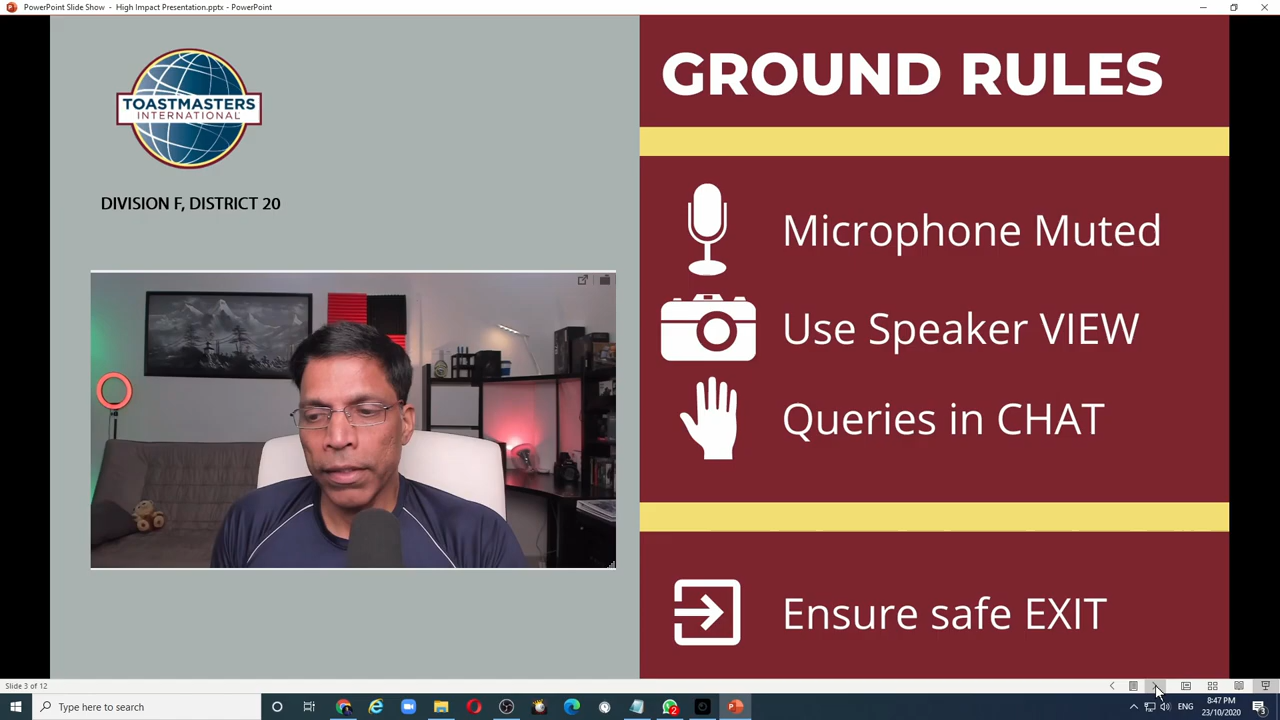 PowerPoint Slide Show - High Impact Presentation.pptx - PowerPoint
TOASTMASTERS
INTERNATIONAL
DIVISION F, DISTRICT 20
GROUND RULES
Microphone Muted
Use Speaker VIEW
Queries in CHAT
Ensure safe EXIT
Slide 3 of 12
Type here to search
2
ENG
8:47 PM
23/10/2020
3